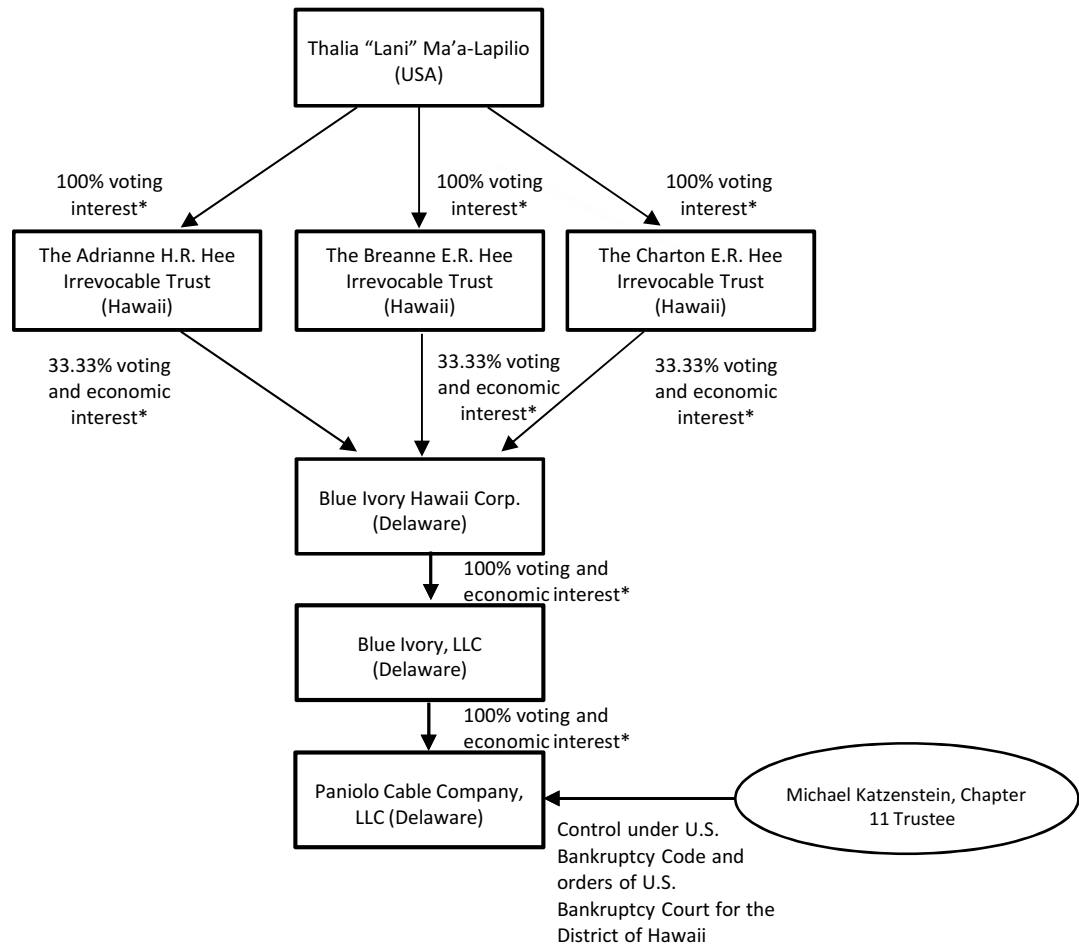 Thalia “Lani” Ma’a-Lapilio
(USA)
100% voting
interest*
100% voting
interest*
100% voting
interest*
The Adrianne H.R. Hee
Irrevocable Trust
(Hawaii)
The Breanne E.R. Hee
Irrevocable Trust
(Hawaii)
The Charton E.R. Hee
Irrevocable Trust
(Hawaii)
33.33% voting
and economic
interest*
33.33% voting
and economic
interest*
33.33% voting
and economic
interest*
Blue Ivory Hawaii Corp.
(Delaware)
100% voting and
economic interest*
Blue Ivory, LLC
(Delaware)
100% voting and
economic interest*
Paniolo Cable Company,
LLC (Delaware)
Michael Katzenstein, Chapter
11 Trustee
Control under U.S.
Bankruptcy Code and
orders of U.S.
Bankruptcy Court for the
District of Hawaii